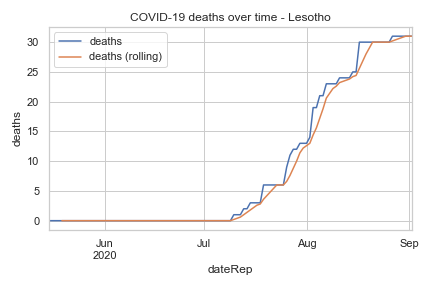 COVID-19 deaths over time - Lesotho
deaths
deaths (rolling)
30
25
20
15
10
5
0
deaths
Jun
2020
Jul
Aug
Sep
dateRep